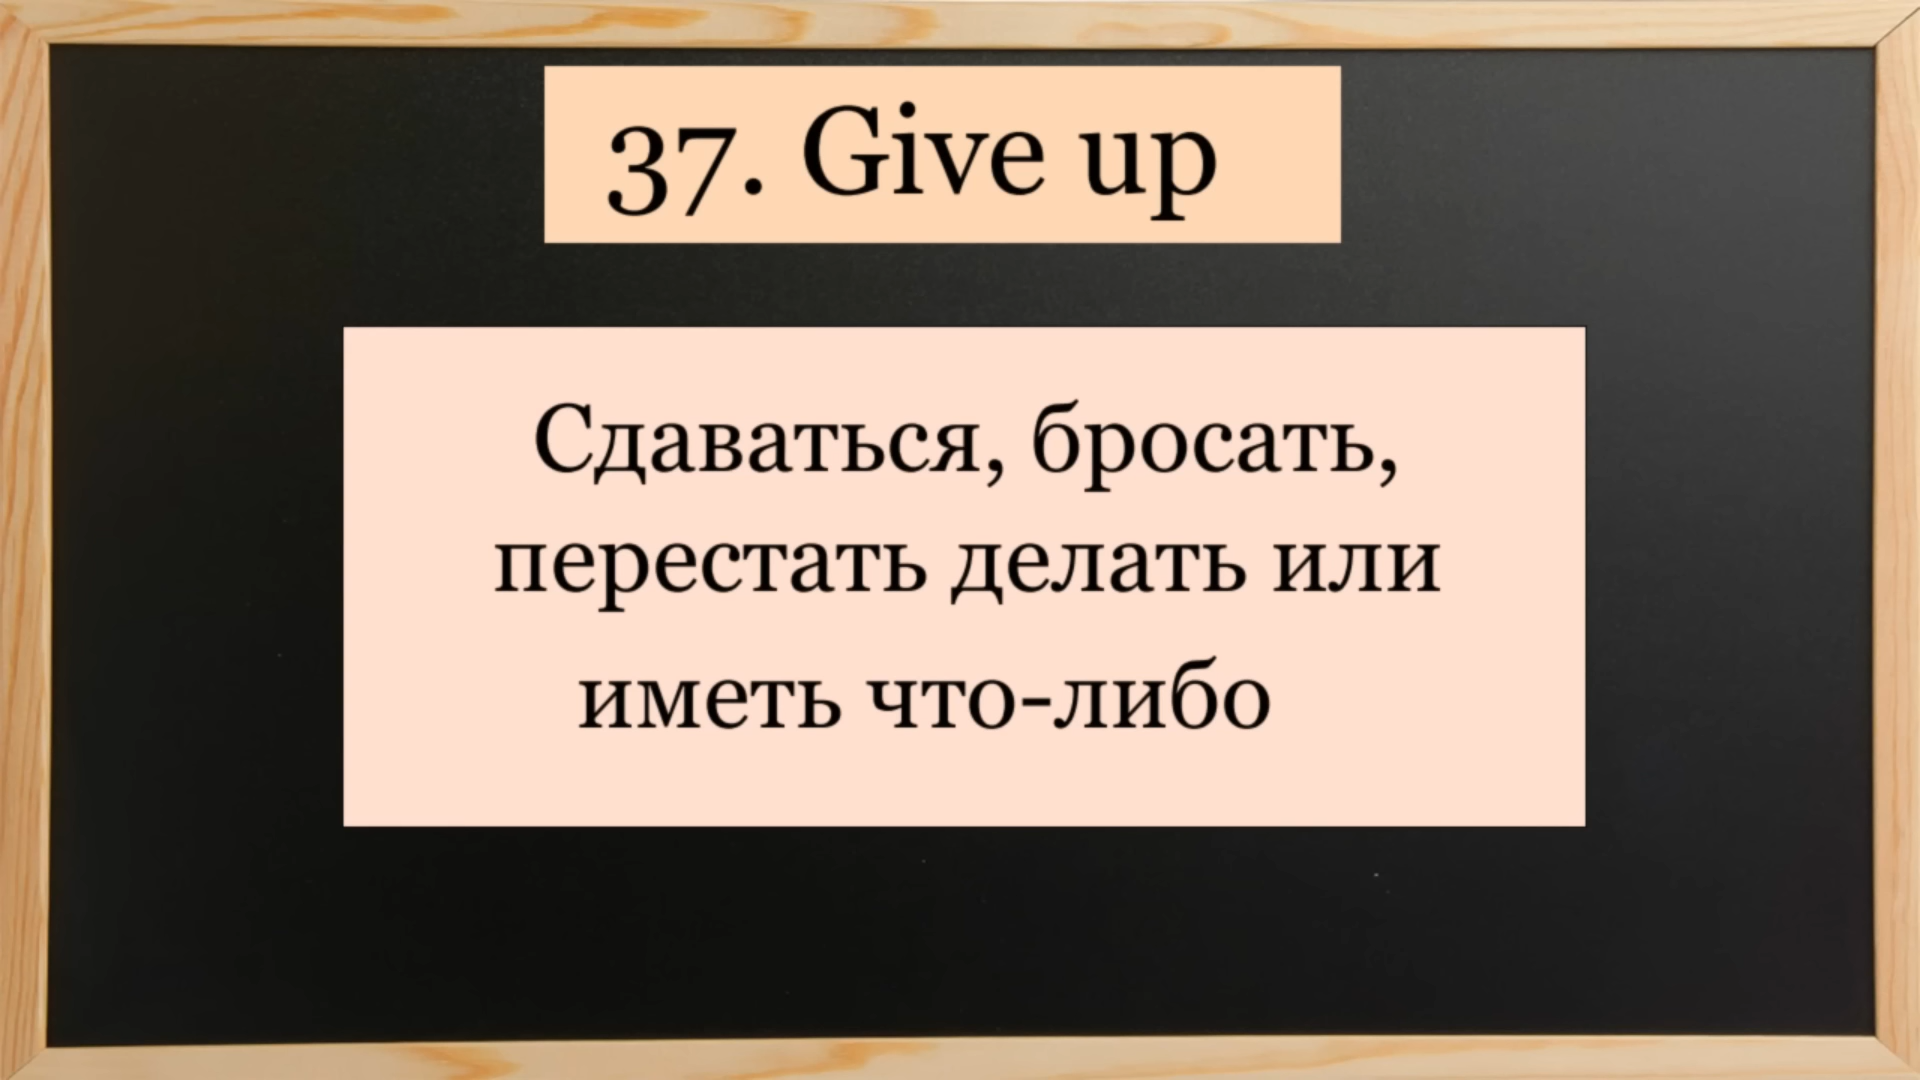 37. Give up
Сдаваться, бросать,
перестать делать или
иметь что-либо